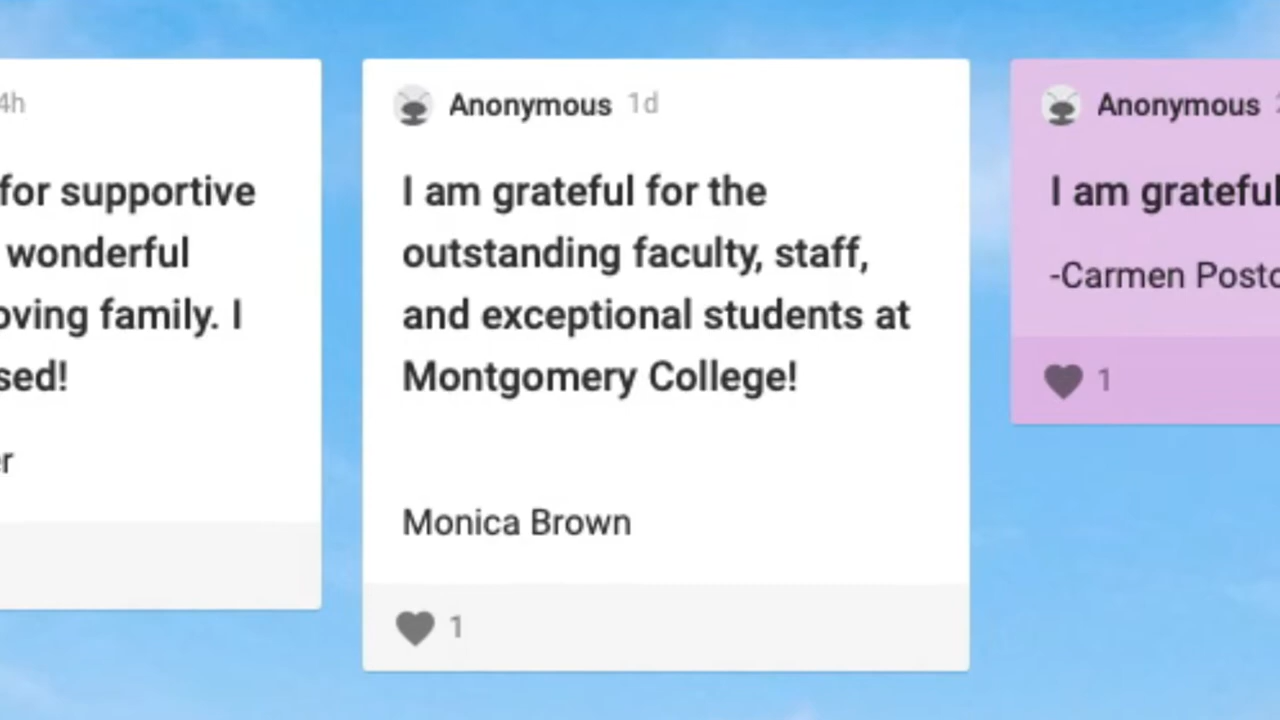 4h
for supportive
wonderful
oving family. I
sed!
er
Anonymous 1d
I am grateful for the
outstanding faculty, staff,
and exceptional students at
Montgomery College!
Monica Brown
1
Anonymous
I am grateful
-Carmen Posto
1